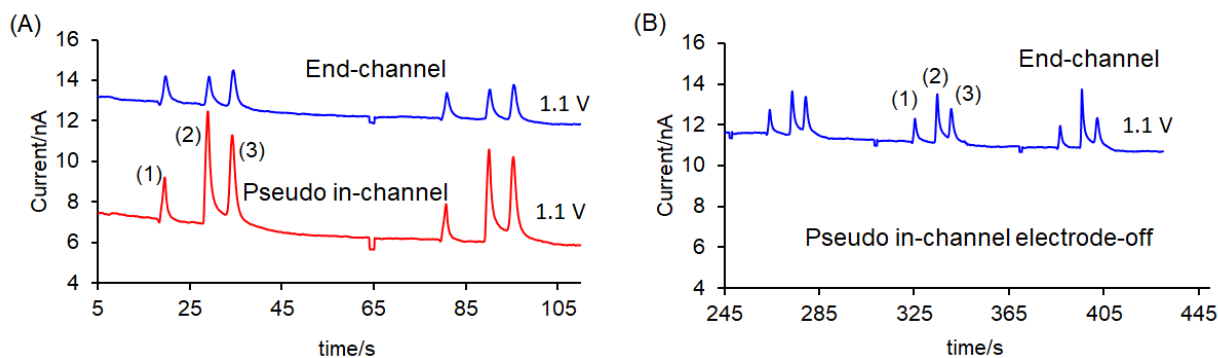 (A)
Current/nA
16
14
12
10
8
6
4
End-channel
1.1 V
(1)
(2)
(3)
Pseudo in-channel
1.1 V
5
25
45
65
85
105
time/s
(B)
Current/nA
16
14
12
10
8
6
4
End-channel
(1)
(2)
(3)
1.1 V
Pseudo in-channel electrode-off
245
285
325
365
405
445
time/s